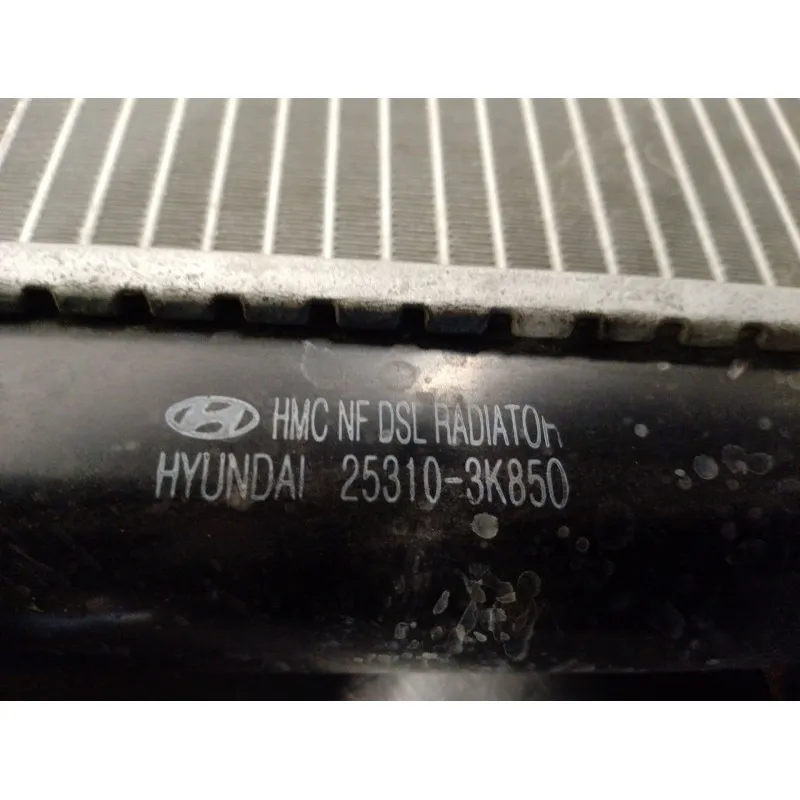 HMC NF DSL RADIATOR
HYUNDAI 25310-3K850